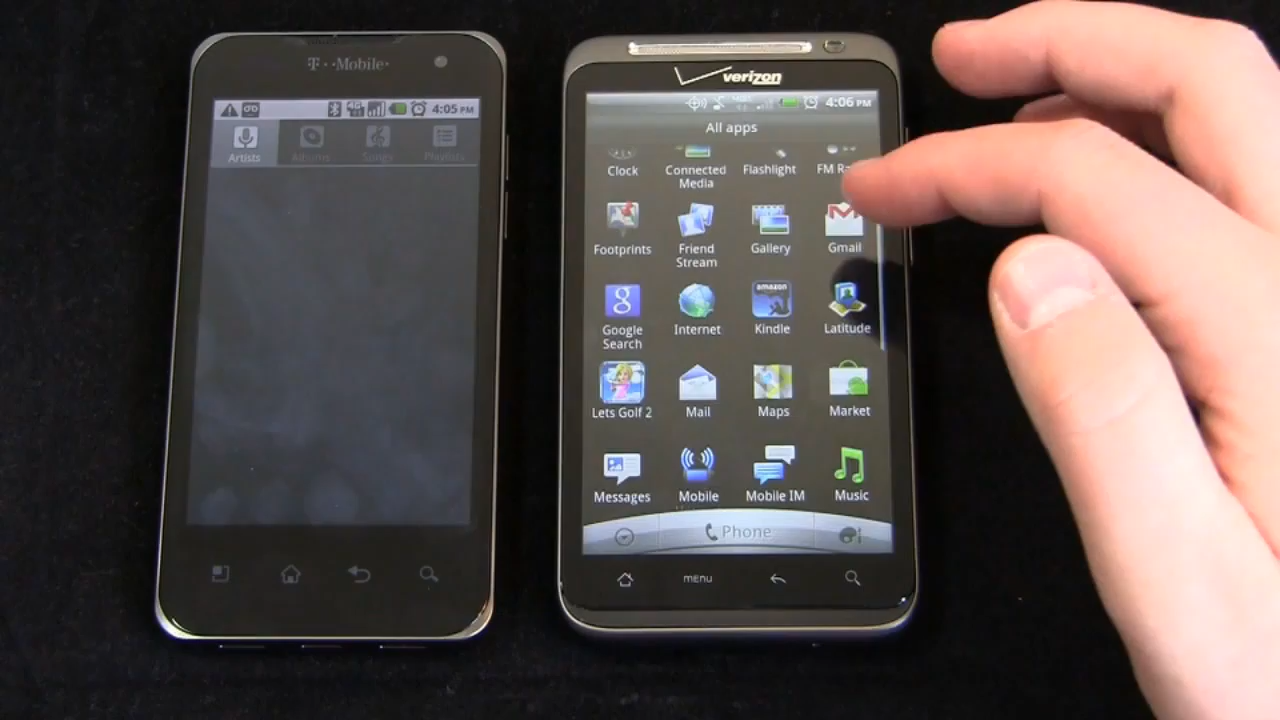 T··Mobile·
4G
4:05 PM
Artists
Albums
Songs
Playlists
verizon
4:06 PM
All apps
Clock
Connected
Media
Flashlight
FM
Footprints
Friend
Stream
Gallery
Gmail
g
Google
Search
Internet
amazon
Kindle
Latitude
Lets Golf 2
Mail
Maps
Market
Messages
Mobile
Mobile IM
Music
Phone
MENU